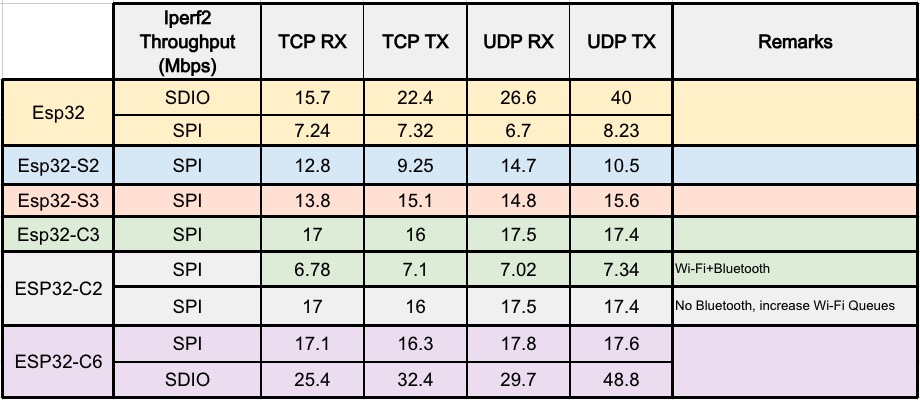 Iperf2 Throughput (Mbps) TCP RX TCP TX UDP RX UDP TX Remarks
Esp32 SDIO 15.7 22.4 26.6 40
SPI 7.24 7.32 6.7 8.23
Esp32-S2 SPI 12.8 9.25 14.7 10.5
Esp32-S3 SPI 13.8 15.1 14.8 15.6
Esp32-C3 SPI 17 16 17.5 17.4
ESP32-C2 SPI 6.78 7.1 7.02 7.34 Wi-Fi+Bluetooth
SPI 17 16 17.5 17.4 No Bluetooth, increase Wi-Fi Queues
ESP32-C6 SPI 17.1 16.3 17.8 17.6
SDIO 25.4 32.4 29.7 48.8